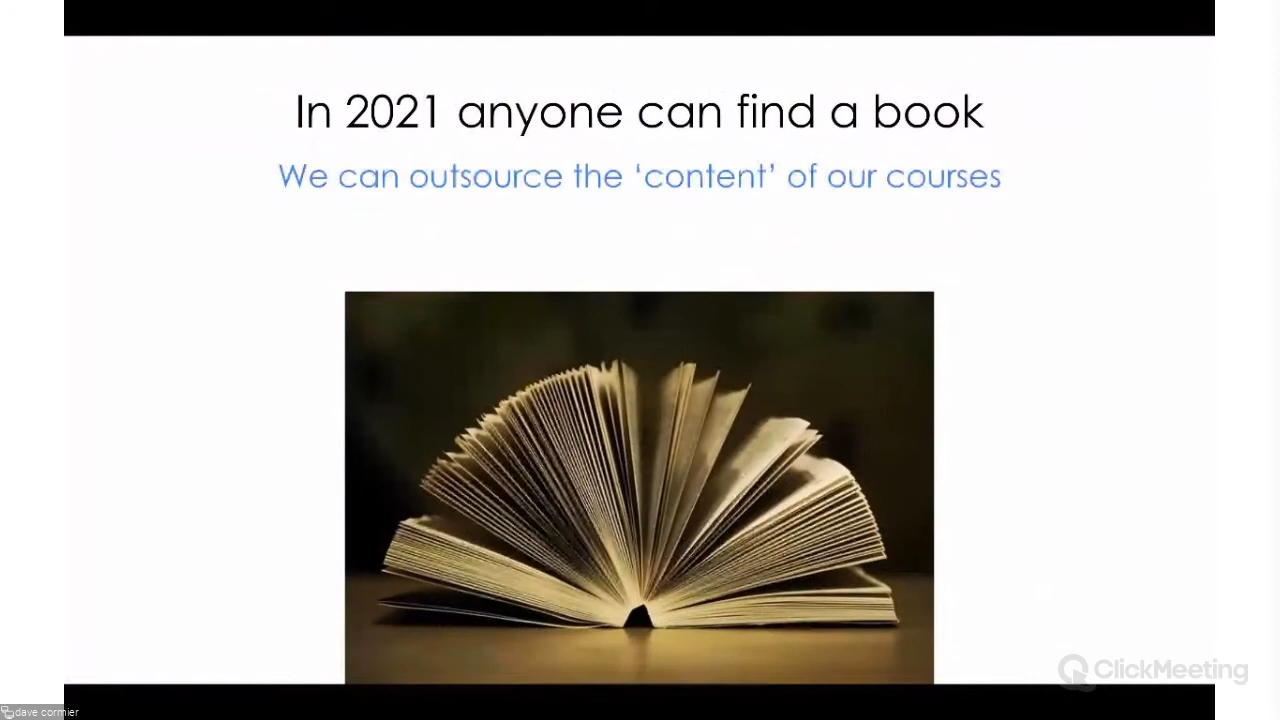 In 2021 anyone can find a book
We can outsource the ‘content’ of our courses
ClickMeeting
dave cormier